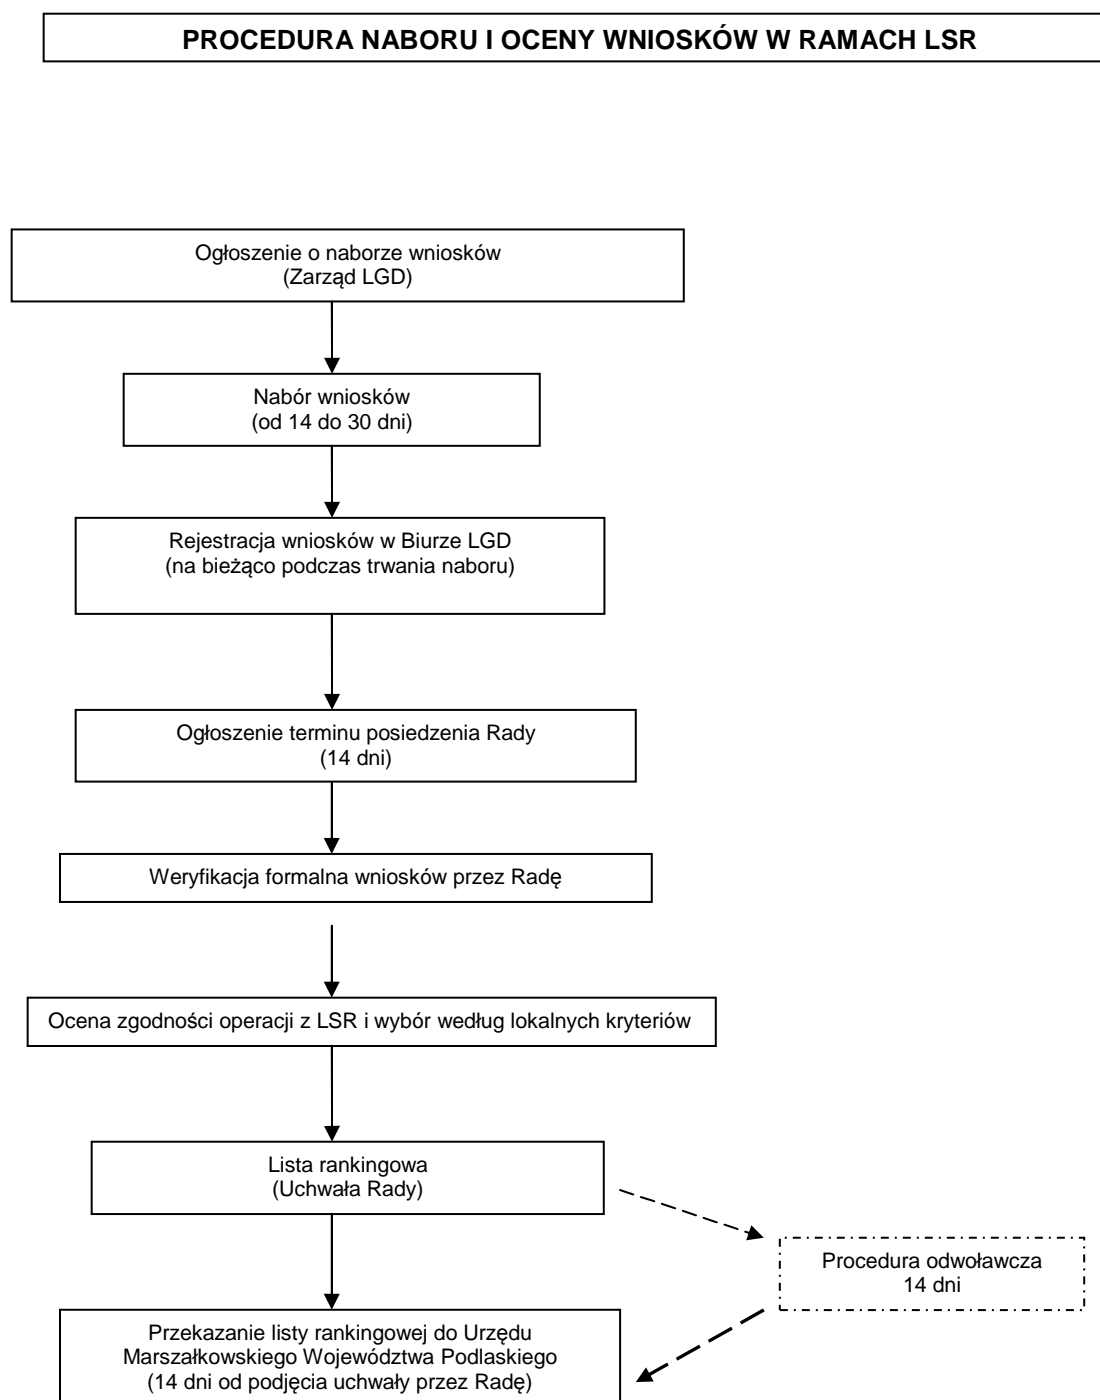 PROCEDURA NABORU I OCENY WNIOSKÓW W RAMACH LSR
Ogłoszenie o naborze wniosków
(Zarząd LGD)
Nabór wniosków
(od 14 do 30 dni)
Rejestracja wniosków w Biurze LGD
(na bieżąco podczas trwania naboru)
Ogłoszenie terminu posiedzenia Rady
(14 dni)
Weryfikacja formalna wniosków przez Radę
Ocena zgodności operacji z LSR i wybór według lokalnych kryteriów
Lista rankingowa
(Uchwała Rady)
Procedura odwoławcza
14 dni
Przekazanie listy rankingowej do Urzędu
Marszałkowskiego Województwa Podlaskiego
(14 dni od podjęcia uchwały przez Radę)